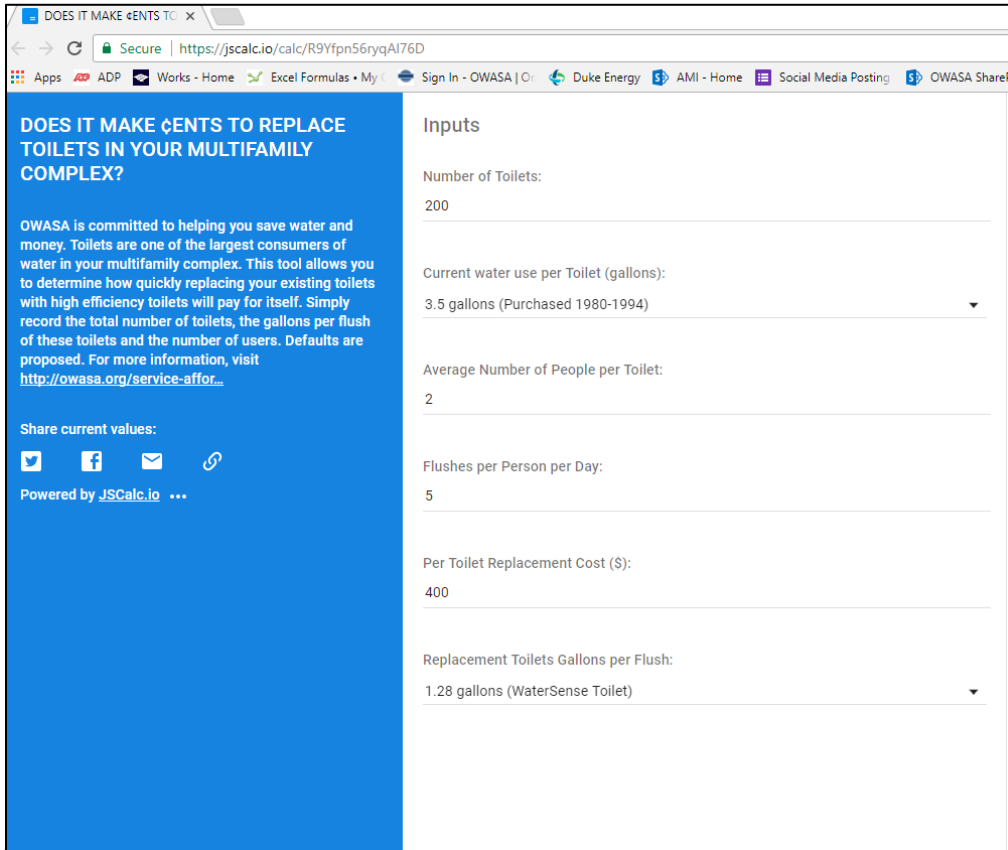 DOES IT MAKE ¢ENTS TO
Secure | https://jscalc.io/calc/R9Yfpn56ryqAl76D
Apps ADP Works - Home Excel Formulas • My Sign In - OWASA | O Duke Energy AMI - Home Social Media Posting OWASA ShareP
DOES IT MAKE ¢ENTS TO REPLACE
TOILETS IN YOUR MULTIFAMILY
COMPLEX?
OWASA is committed to helping you save water and
money. Toilets are one of the largest consumers of
water in your multifamily complex. This tool allows you
to determine how quickly replacing your existing toilets
with high efficiency toilets will pay for itself. Simply
record the total number of toilets, the gallons per flush
of these toilets and the number of users. Defaults are
proposed. For more information, visit
http://owasa.org/service-affor...
Share current values:
Powered by JSCalc.io •••
Inputs
Number of Toilets:
200
Current water use per Toilet (gallons):
3.5 gallons (Purchased 1980-1994)
Average Number of People per Toilet:
2
Flushes per Person per Day:
5
Per Toilet Replacement Cost ($):
400
Replacement Toilets Gallons per Flush:
1.28 gallons (WaterSense Toilet)